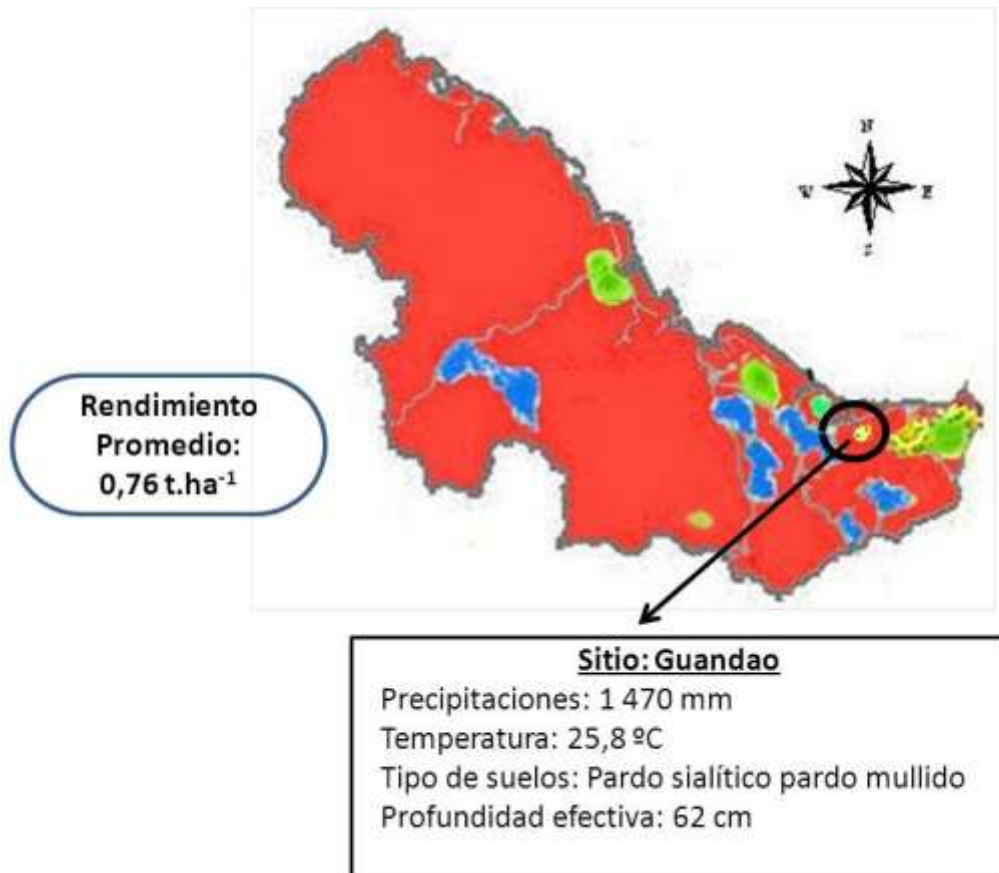 N
W
E
S
Rendimiento
Promedio:
0,76 t.ha⁻¹
Sitio: Guandao
Precipitaciones: 1 470 mm
Temperatura: 25,8 ºC
Tipo de suelos: Pardo sialítico pardo mullido
Profundidad efectiva: 62 cm